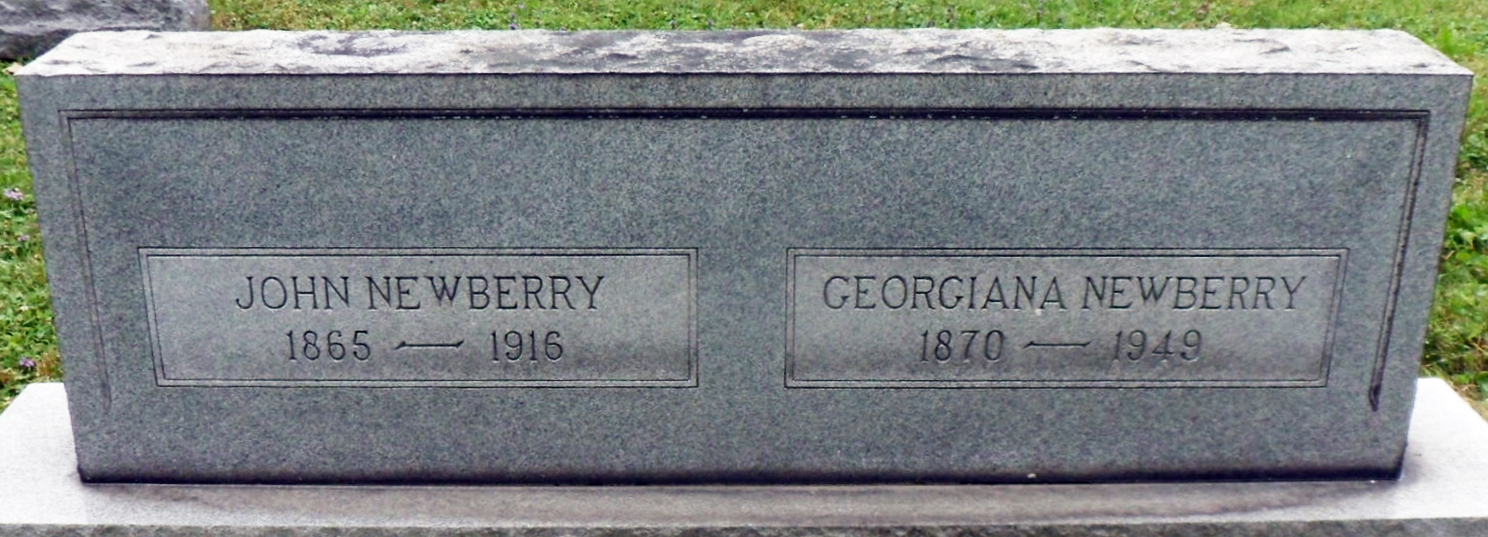 JOHN NEWBERRY
1865 — 1916
GEORGIANA NEWBERRY
1870 — 1949